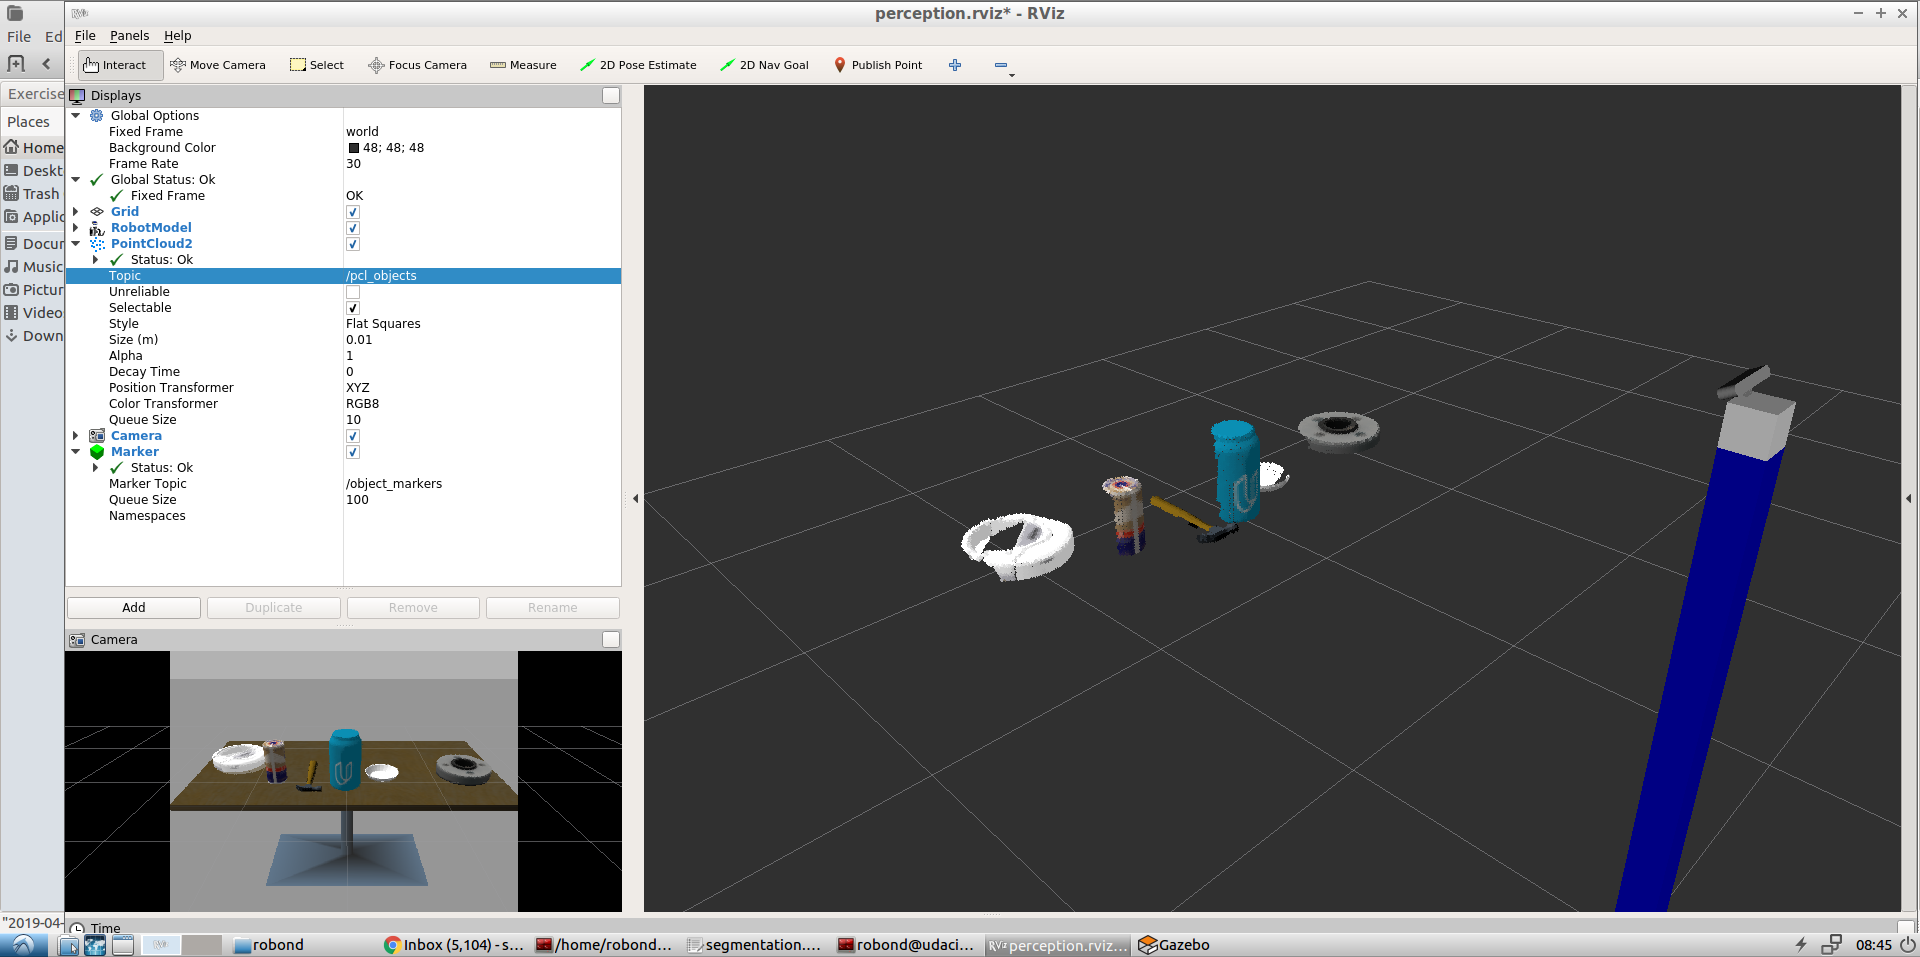 perception.rviz* - RViz
File Ed
File Panels Help
Interact Move Camera Select Focus Camera Measure 2D Pose Estimate 2D Nav Goal Publish Point
Exercise
Places
Home
Deskt
Trash
Applic
Docur
Music
Pictur
Video
Down
"2019-04-
Displays
Global Options
Fixed Frame world
Background Color 48; 48; 48
Frame Rate 30
Global Status: Ok
Fixed Frame OK
Grid
RobotModel
PointCloud2
Status: Ok
Topic /pcl_objects
Unreliable
Selectable
Style Flat Squares
Size (m) 0.01
Alpha 1
Decay Time 0
Position Transformer XYZ
Color Transformer RGB8
Queue Size 10
Camera
Marker
Status: Ok
Marker Topic /object_markers
Queue Size 100
Namespaces
Add Duplicate Remove Rename
Camera
Time
robond Inbox (5,104) - s... /home/robond... segmentation.... robond@udaci... RViz perception.rviz... Gazebo 08:45